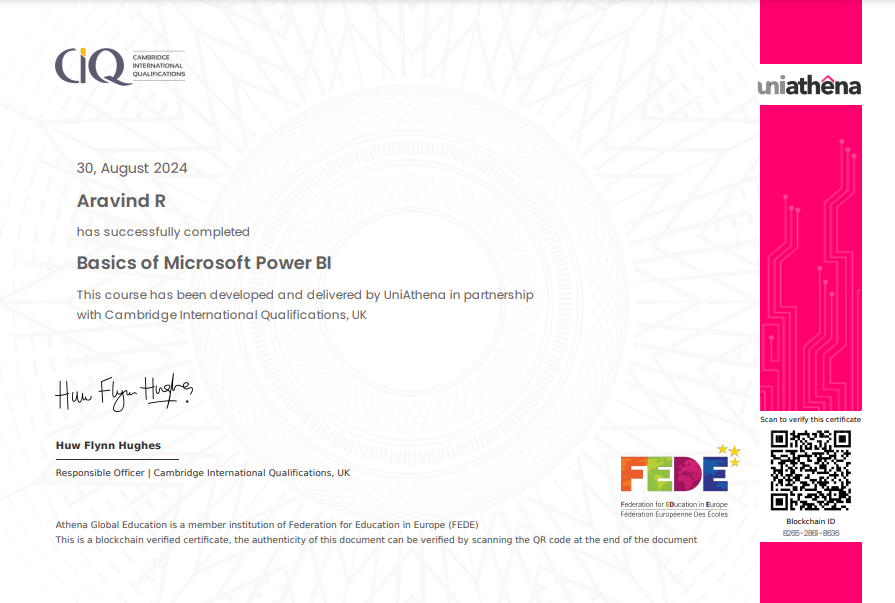 CIQ
CAMBRIDGE
INTERNATIONAL
QUALIFICATIONS
uniathêna
30, August 2024
Aravind R
has successfully completed
Basics of Microsoft Power BI
This course has been developed and delivered by UniAthena in partnership
with Cambridge International Qualifications, UK
Huw Flynn Hughes
Huw Flynn Hughes
Responsible Officer | Cambridge International Qualifications, UK
Scan to verify this certificate
FEDE
Federation for EDucation in Europe
Fédération Européenne Des Écoles
Blockchain ID
8265-2861-8636
Athena Global Education is a member institution of Federation for Education in Europe (FEDE)
This is a blockchain verified certificate, the authenticity of this document can be verified by scanning the QR code at the end of the document